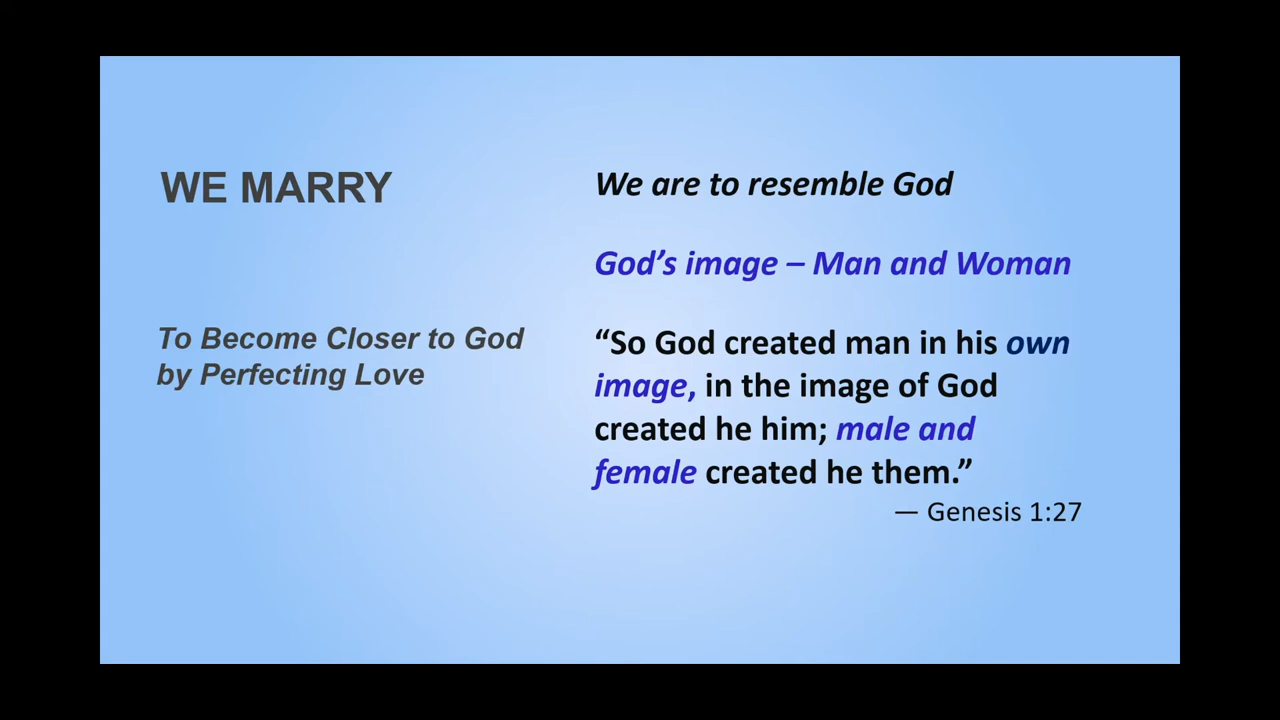 WE MARRY
To Become Closer to God
by Perfecting Love
We are to resemble God
God’s image – Man and Woman
“So God created man in his own
image, in the image of God
created he him; male and
female created he them.”
— Genesis 1:27